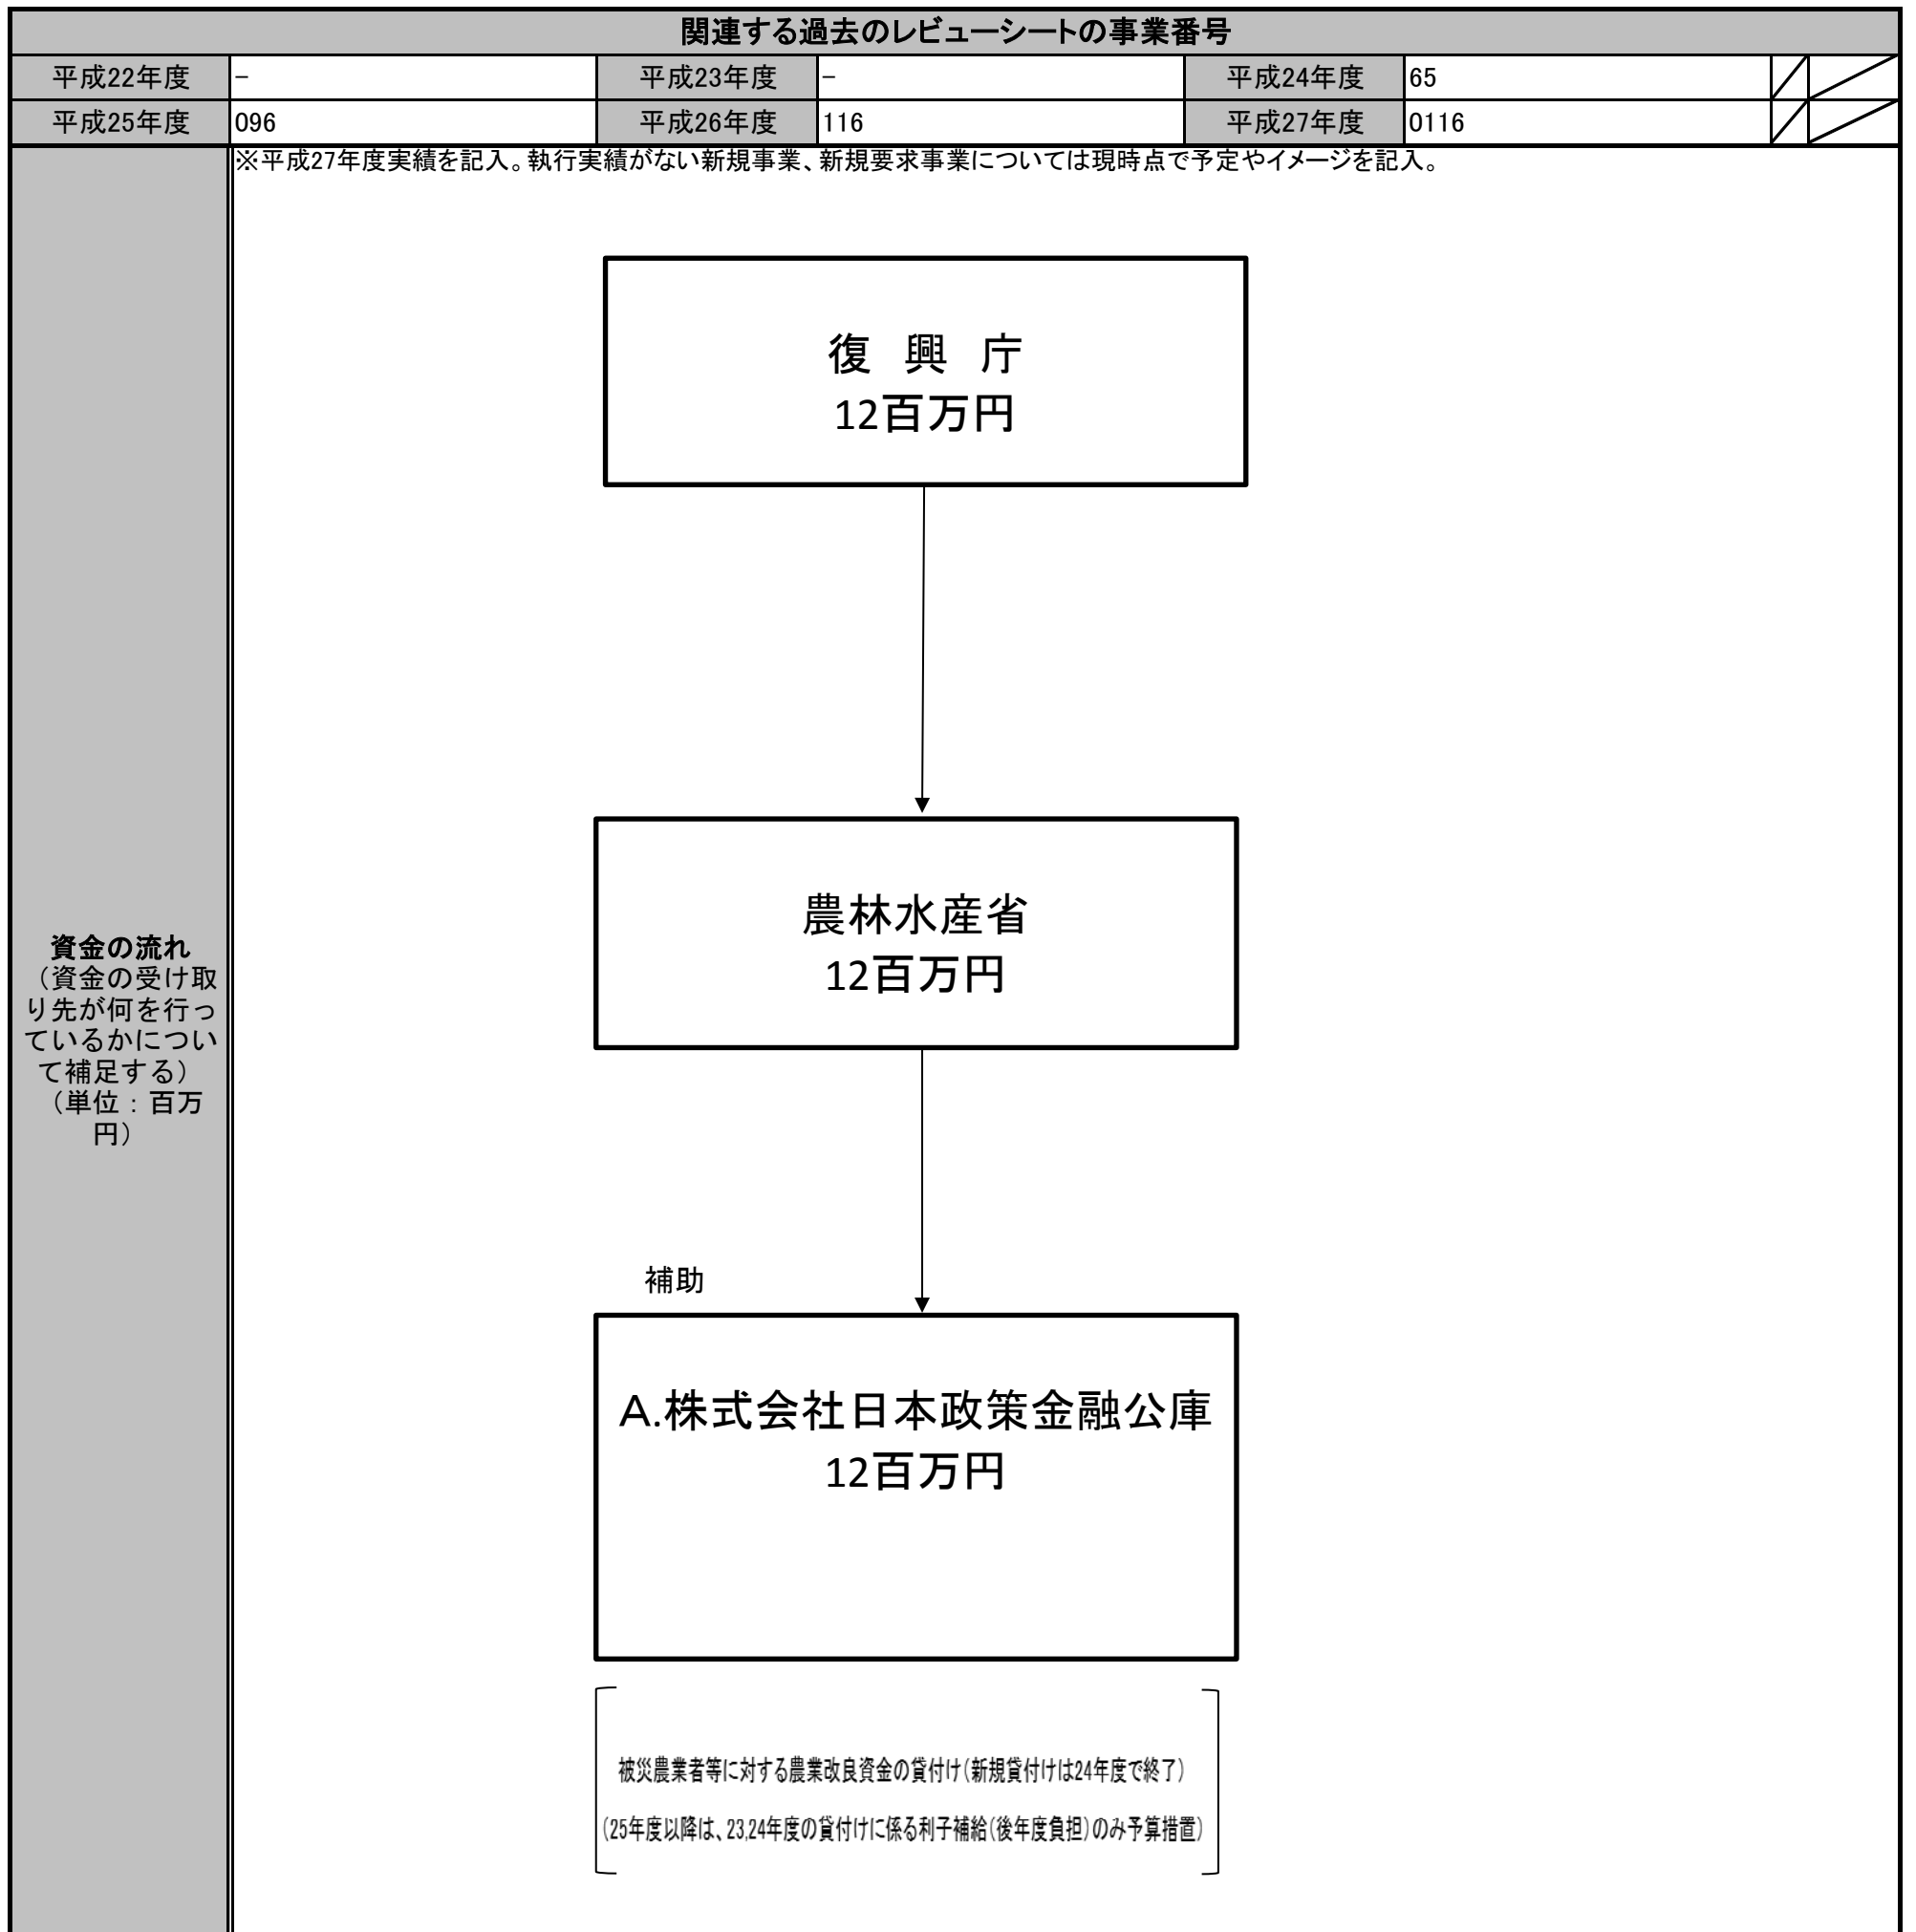 関連する過去のレビューシートの事業番号
平成22年度 - 平成23年度 - 平成24年度 65
平成25年度 096 平成26年度 116 平成27年度 0116
※平成27年度実績を記入。執行実績がない新規事業、新規要求事業については現時点で予定やイメージを記入。
資金の流れ
（資金の受け取
り先が何を行っ
ているかについ
て補足する）
（単位：百万
円）
復 興 庁
12百万円
農林水産省
12百万円
補助
A.株式会社日本政策金融公庫
12百万円
被災農業者等に対する農業改良資金の貸付け（新規貸付けは24年度で終了）
（25年度以降は、23,24年度の貸付けに係る利子補給（後年度負担）のみ予算措置）